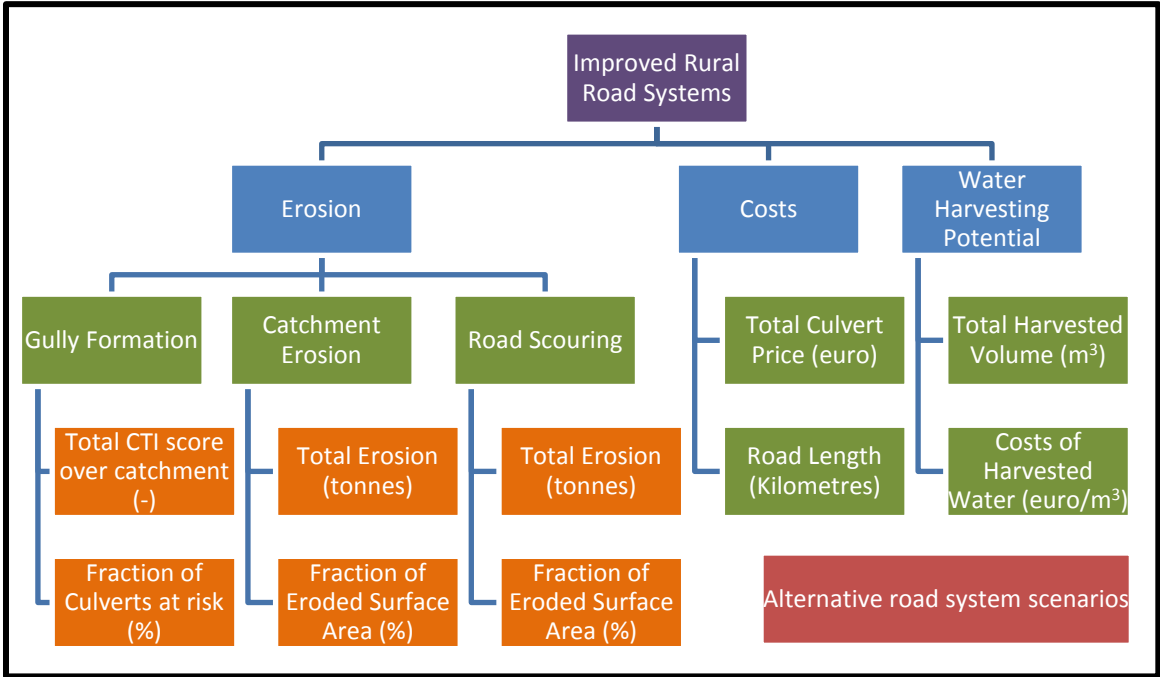 Improved Rural
Road Systems
Erosion
Costs
Water
Harvesting
Potential
Gully Formation
Catchment
Erosion
Road Scouring
Total Culvert
Price (euro)
Total Harvested
Volume (m³)
Total CTI score
over catchment
(-)
Total Erosion
(tonnes)
Total Erosion
(tonnes)
Road Length
(Kilometres)
Costs of
Harvested
Water (euro/m³)
Fraction of
Culverts at risk
(%)
Fraction of
Eroded Surface
Area (%)
Fraction of
Eroded Surface
Area (%)
Alternative road system scenarios